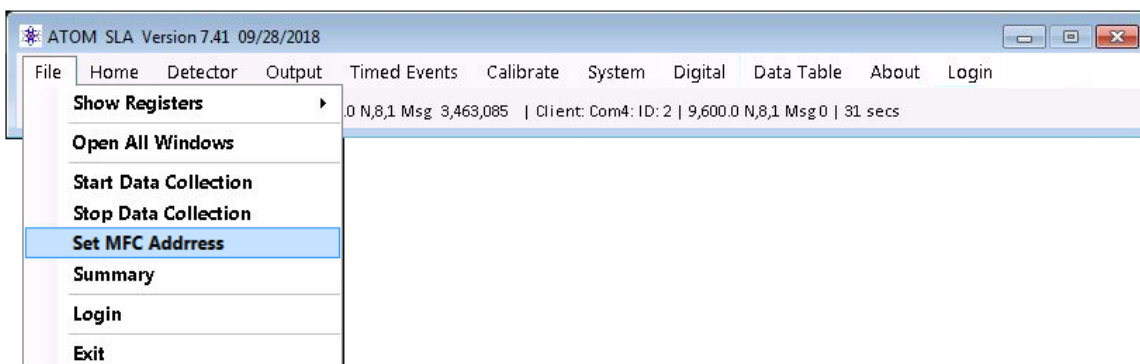 ATOM SLA Version 7.41 09/28/2018
File Home Detector Output Timed Events Calibrate System Digital Data Table About Login
.0 N,8,1 Msg 3,463,085 | Client: Com4: ID: 2 | 9,600.0 N,8,1 Msg 0 | 31 secs
Show Registers
Open All Windows
Start Data Collection
Stop Data Collection
Set MFC Addrress
Summary
Login
Exit